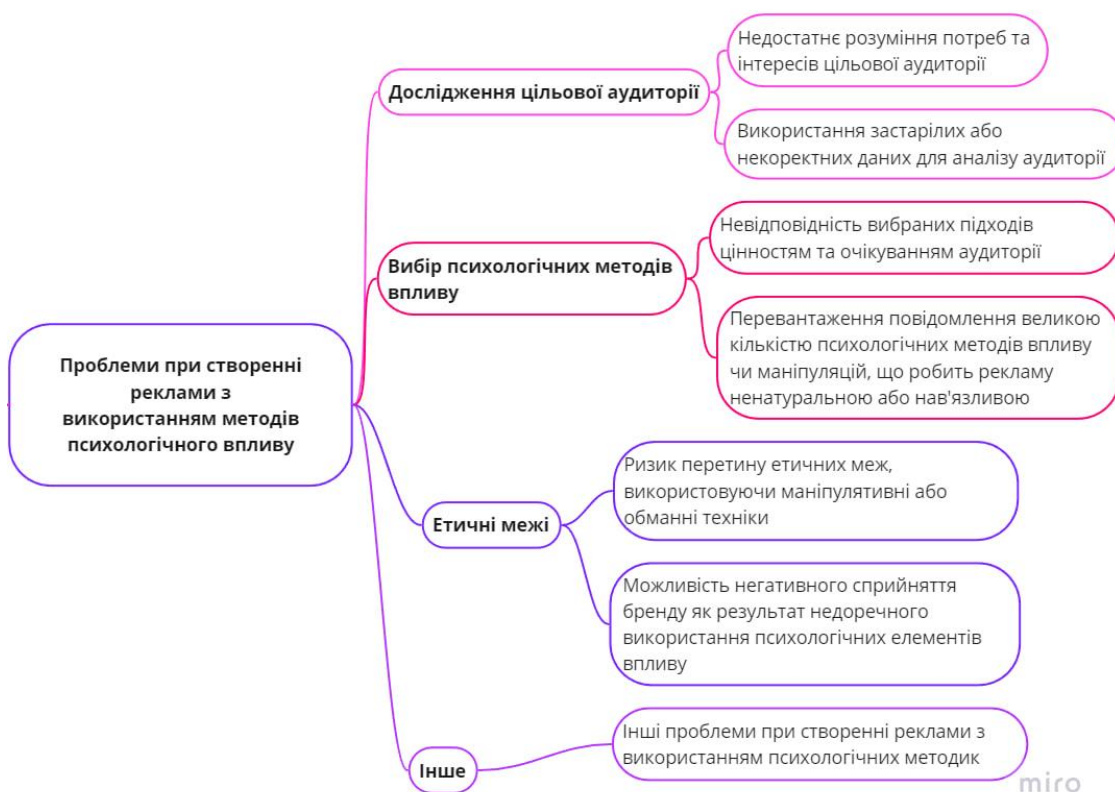 Проблеми при створенні
реклами з
використанням методів
психологічного впливу
Дослідження цільової аудиторії
Недостатнє розуміння потреб та
інтересів цільової аудиторії
Використання застарілих або
некоректних даних для аналізу аудиторії
Вибір психологічних методів
впливу
Невідповідність вибраних підходів
цінностям та очікуванням аудиторії
Перевантаження повідомлення великою
кількістю психологічних методів впливу
чи маніпуляцій, що робить рекламу
ненатуральною або нав'язливою
Етичні межі
Ризик перетину етичних меж,
використовуючи маніпулятивні або
обманні техніки
Можливість негативного сприйняття
бренду як результат недоречного
використання психологічних елементів
впливу
Інше
Інші проблеми при створенні реклами з
використанням психологічних методик
miro